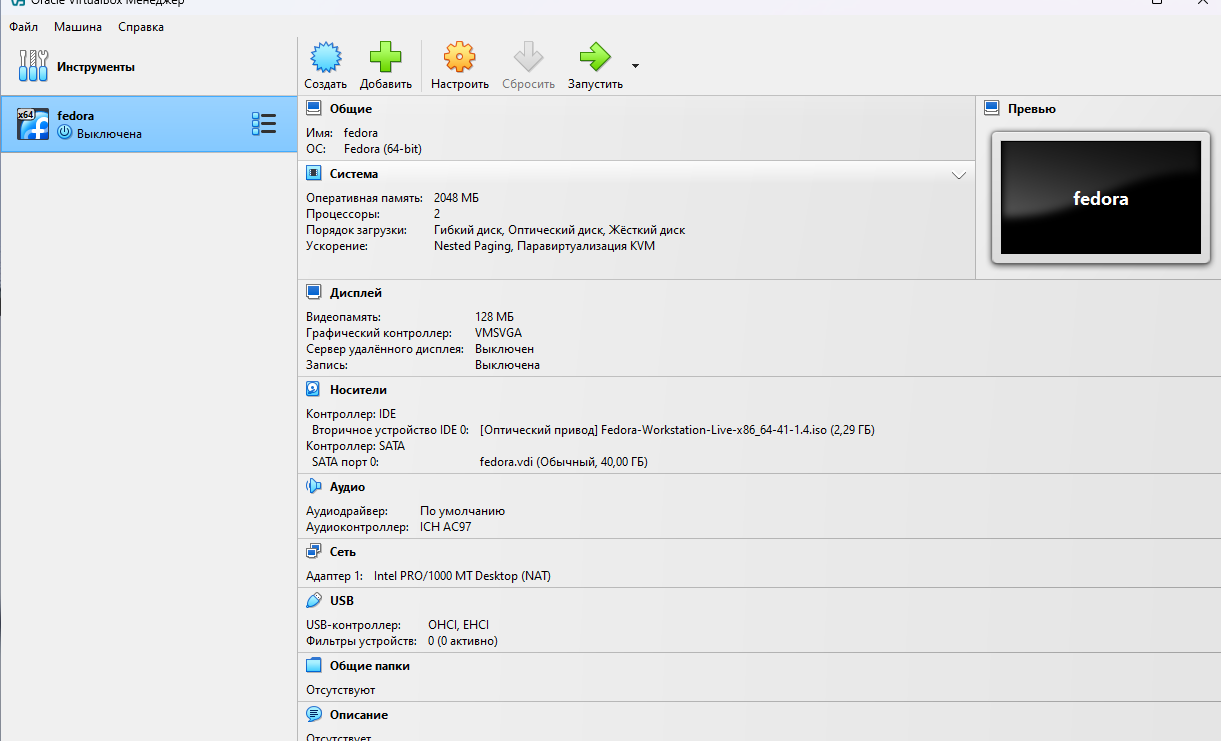 Oracle VirtualBox Менеджер
Файл Машина Справка
Инструменты
Создать Добавить Настроить Сбросить Запустить
x64
fedora
Выключена
Общие
Имя: fedora
ОС: Fedora (64-bit)
Превью
fedora
Система
Оперативная память: 2048 МБ
Процессоры: 2
Порядок загрузки: Гибкий диск, Оптический диск, Жёсткий диск
Ускорение: Nested Paging, Паравиртуализация KVM
Дисплей
Видеопамять: 128 МБ
Графический контроллер: VMSVGA
Сервер удалённого дисплея: Выключен
Запись: Выключена
Носители
Контроллер: IDE
Вторичное устройство IDE 0: [Оптический привод] Fedora-Workstation-Live-x86_64-41-1.4.iso (2,29 ГБ)
Контроллер: SATA
SATA порт 0: fedora.vdi (Обычный, 40,00 ГБ)
Аудио
Аудиодрайвер: По умолчанию
Аудиоконтроллер: ICH AC97
Сеть
Адаптер 1: Intel PRO/1000 MT Desktop (NAT)
USB
USB-контроллер: OHCI, EHCI
Фильтры устройств: 0 (0 активно)
Общие папки
Отсутствуют
Описание
Отсутствует